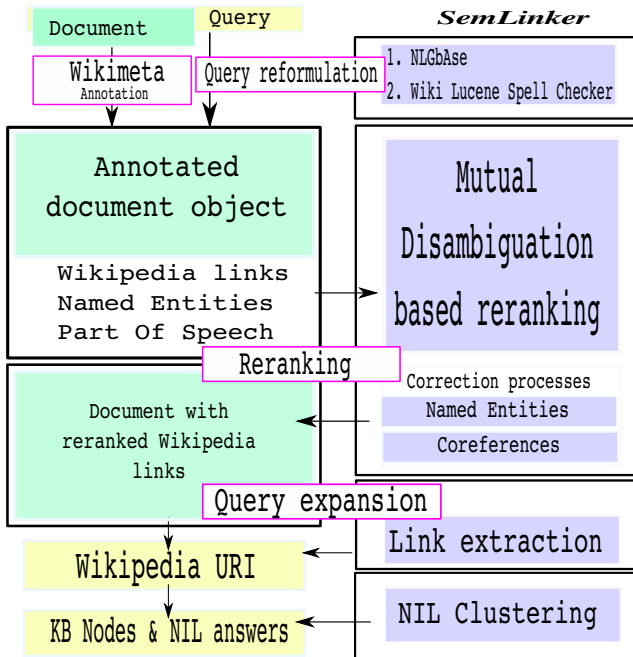 SemLinker
Document
Query
Wikimeta
Annotation
Query reformulation
1. NLGbAse
2. Wiki Lucene Spell Checker
Annotated
document object
Wikipedia links
Named Entities
Part Of Speech
Mutual
Disambiguation
based reranking
Reranking
Correction processes
Named Entities
Coreferences
Document with
reranked Wikipedia
links
Query expansion
Link extraction
Wikipedia URI
NIL Clustering
KB Nodes & NIL answers